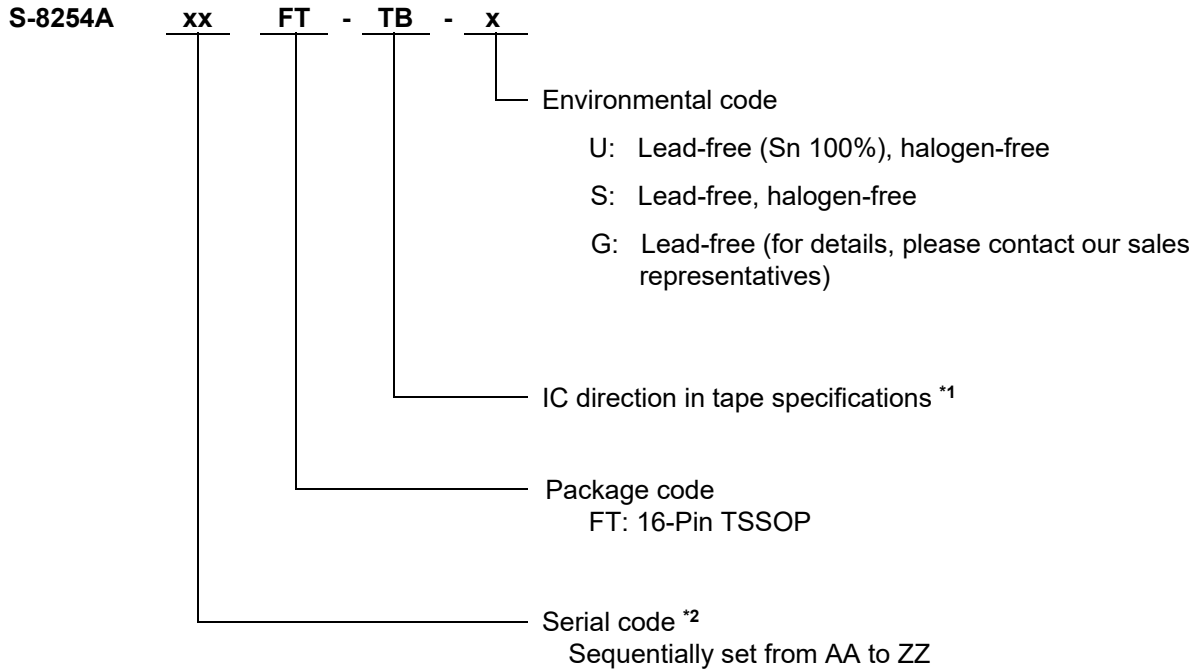 S-8254A xx FT - TB - x
Environmental code
U: Lead-free (Sn 100%), halogen-free
S: Lead-free, halogen-free
G: Lead-free (for details, please contact our sales
representatives)
IC direction in tape specifications *1
Package code
FT: 16-Pin TSSOP
Serial code *2
Sequentially set from AA to ZZ